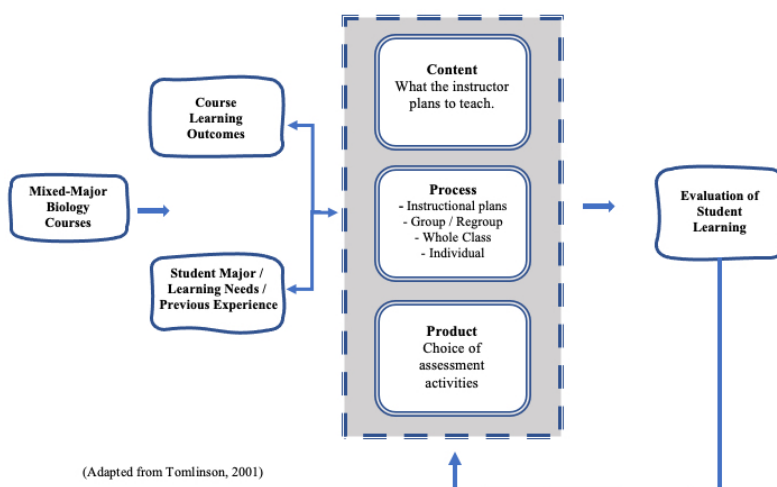 Mixed-Major
Biology
Courses
Course
Learning
Outcomes
Student Major /
Learning Needs /
Previous Experience
Content
What the instructor
plans to teach.
Process
- Instructional plans
- Group / Regroup
- Whole Class
- Individual
Product
Choice of
assessment
activities
Evaluation of
Student
Learning
(Adapted from Tomlinson, 2001)